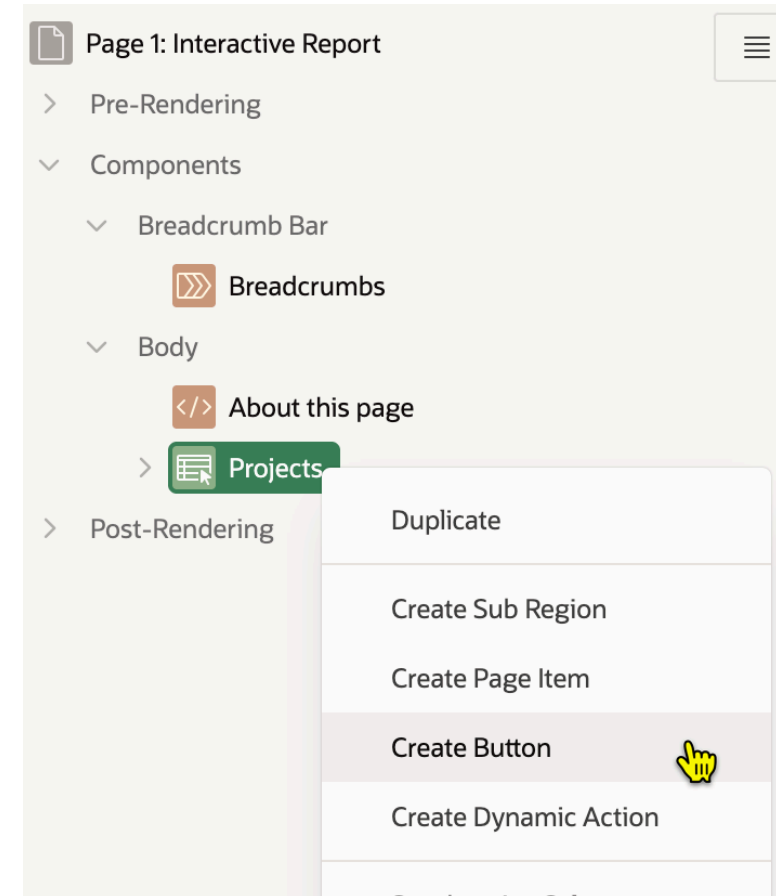 Page 1: Interactive Report
Pre-Rendering
Components
Breadcrumb Bar
Breadcrumbs
Body
</> About this page
Projects
Post-Rendering
Duplicate
Create Sub Region
Create Page Item
Create Button
Create Dynamic Action